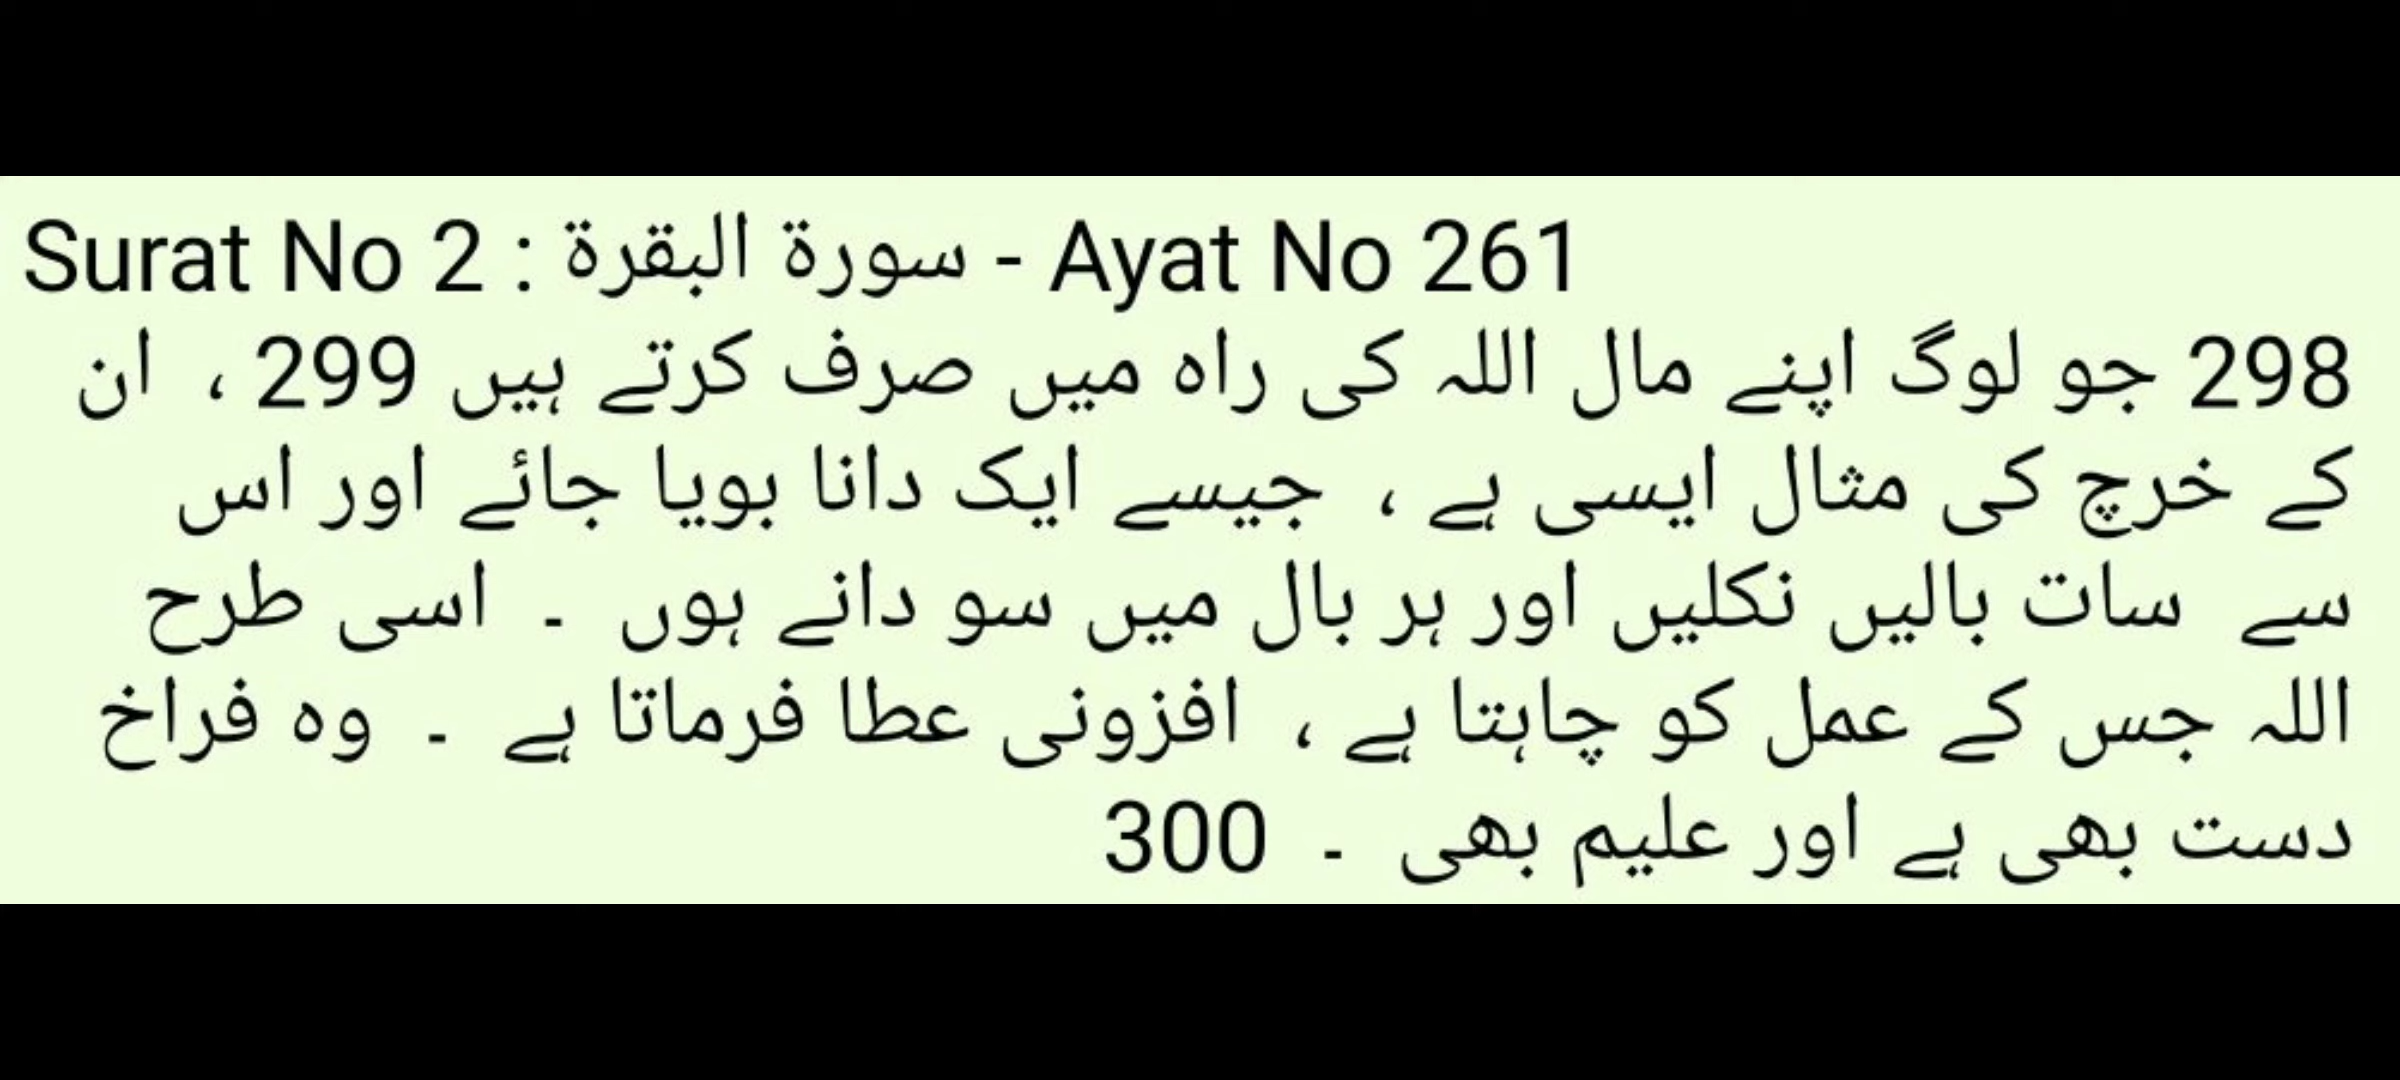 Surat No 2 : سورة البقرة - Ayat No 261
298 جو لوگ اپنے مال اللہ کی راہ میں صرف کرتے ہیں 299 ، ان
کے خرچ کی مثال ایسی ہے ، جیسے ایک دانا بویا جائے اور اس
سے سات بالیں نکلیں اور ہر بال میں سو دانے ہوں ۔ اسی طرح
اللہ جس کے عمل کو چاہتا ہے ، افزونی عطا فرماتا ہے ۔ وہ فراخ
دست بھی ہے اور علیم بھی ۔ 300